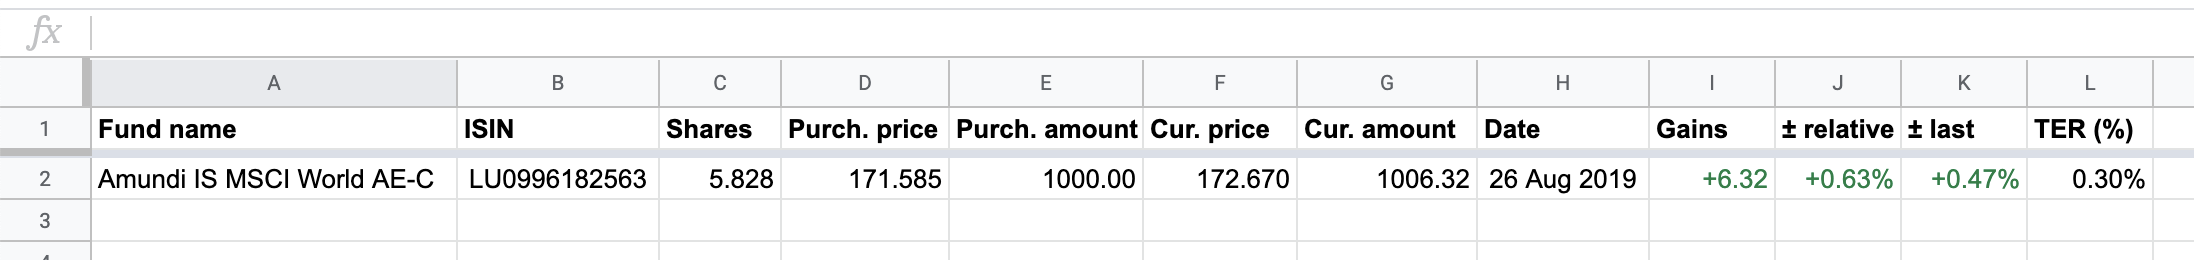 fx
A B C D E F G H I J K L
1 Fund name ISIN Shares Purch. price Purch. amount Cur. price Cur. amount Date Gains ± relative ± last TER (%)
2 Amundi IS MSCI World AE-C LU0996182563 5.828 171.585 1000.00 172.670 1006.32 26 Aug 2019 +6.32 +0.63% +0.47% 0.30%
3
4